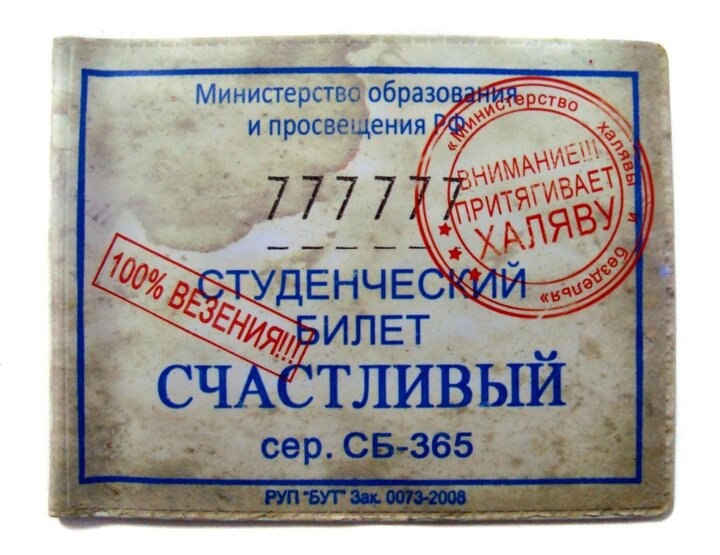 Министерство образования
и просвещения РФ
«Министерство халявы и безделья»
ВНИМАНИЕ!!!
ПРИТЯГИВАЕТ
ХАЛЯВУ
777777
100% ВЕЗЕНИЯ!!!
СТУДЕНЧЕСКИЙ
БИЛЕТ
СЧАСТЛИВЫЙ
сер. СБ-365
РУП "БУТ" Зак. 0073-2008